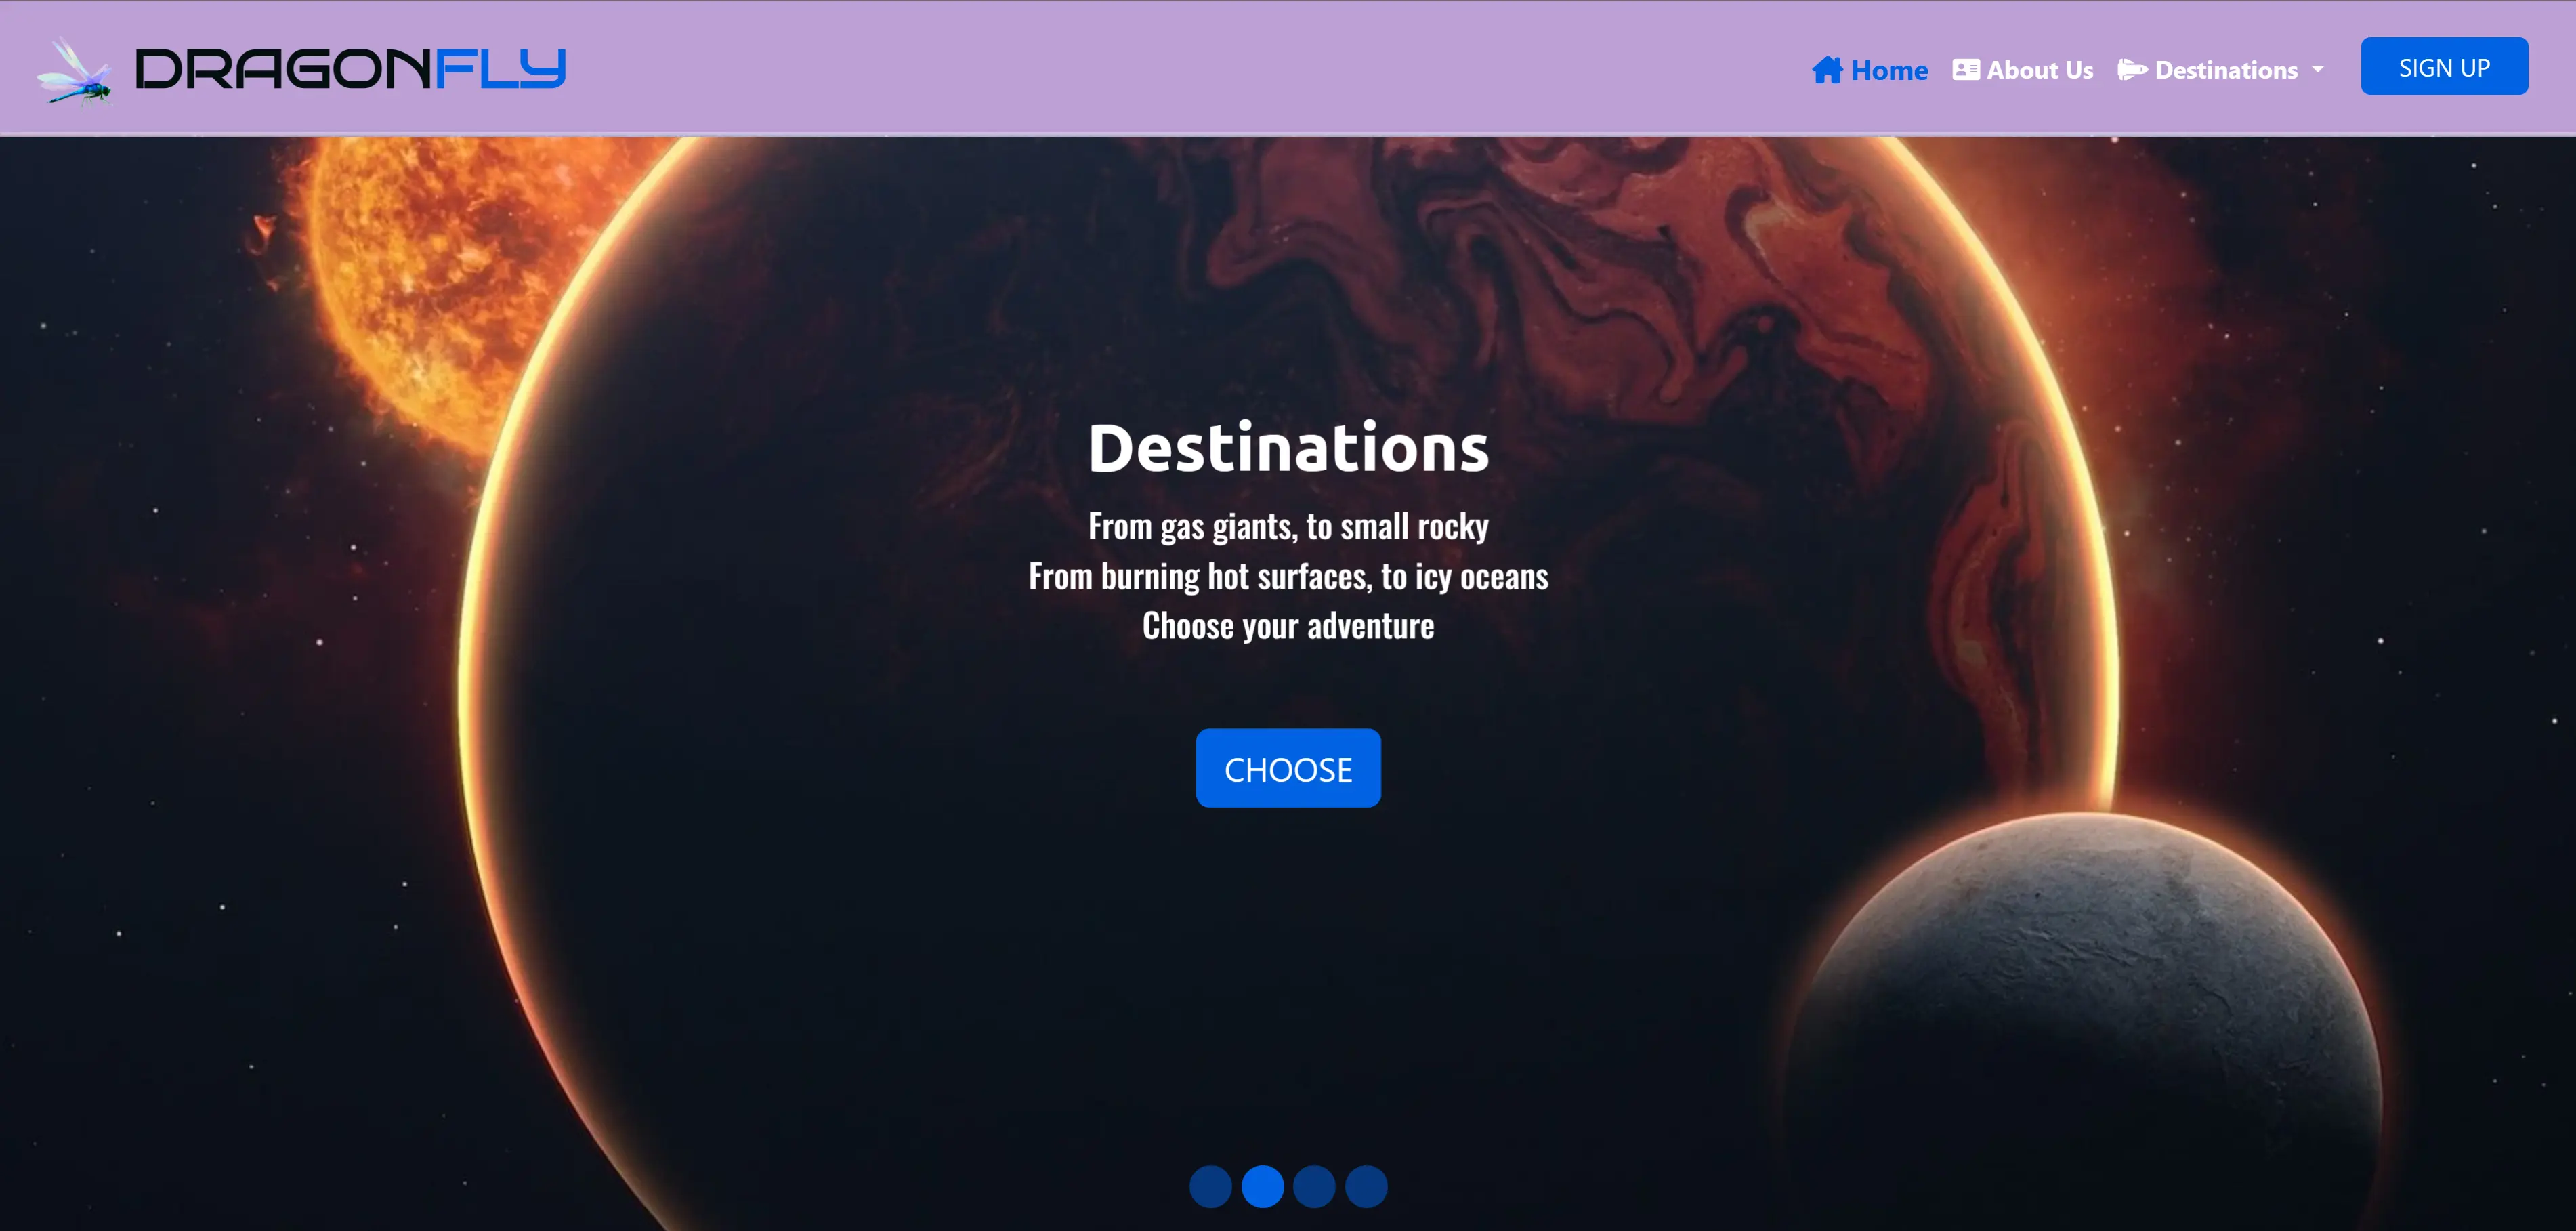 DRAGONFLY
Home
About Us
Destinations
SIGN UP
Destinations
From gas giants, to small rocky
From burning hot surfaces, to icy oceans
Choose your adventure
CHOOSE